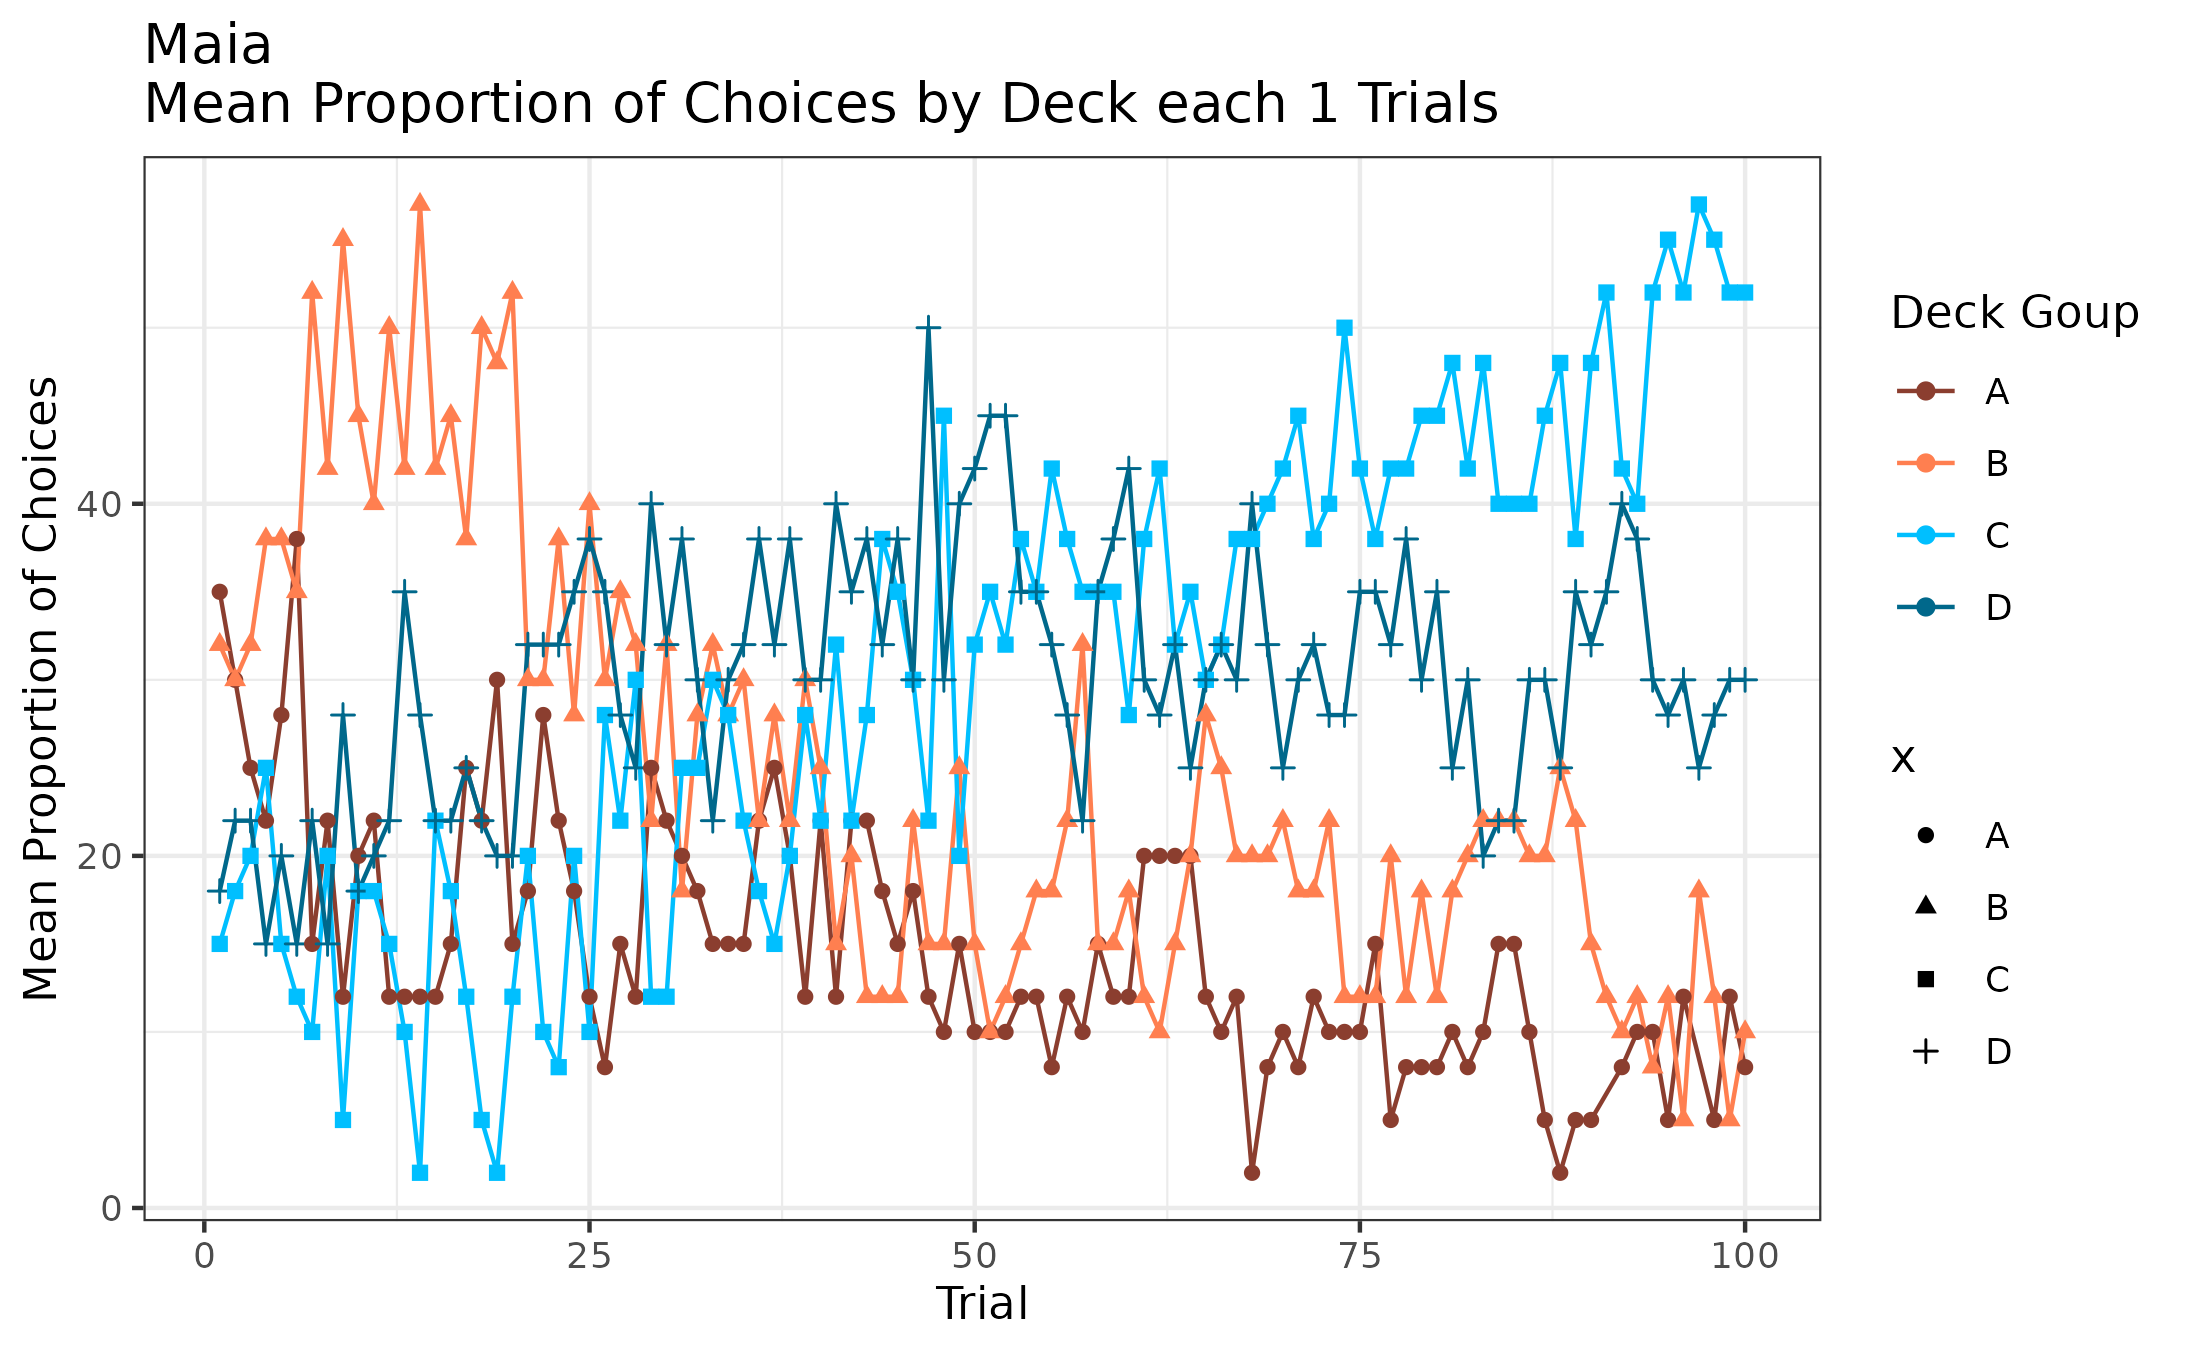 Maia
Mean Proportion of Choices by Deck each 1 Trials
Mean Proportion of Choices
40
20
0
0
25
50
75
100
Trial
Deck Goup
A
B
C
D
x
A
B
C
D